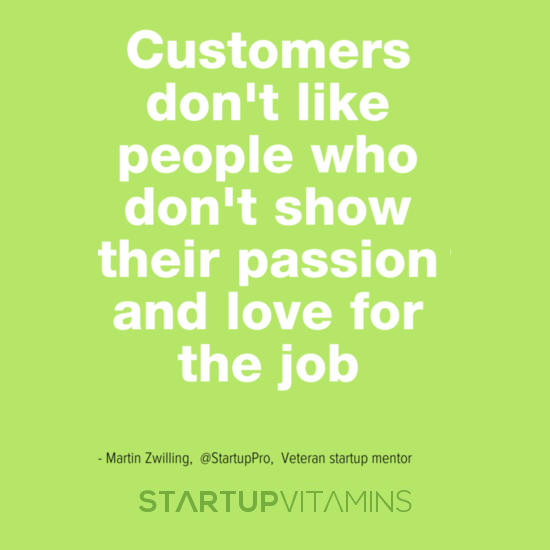 Customers
don't like
people who
don't show
their passion
and love for
the job
- Martin Zwilling, @StartupPro, Veteran startup mentor
STARTUPVITAMINS